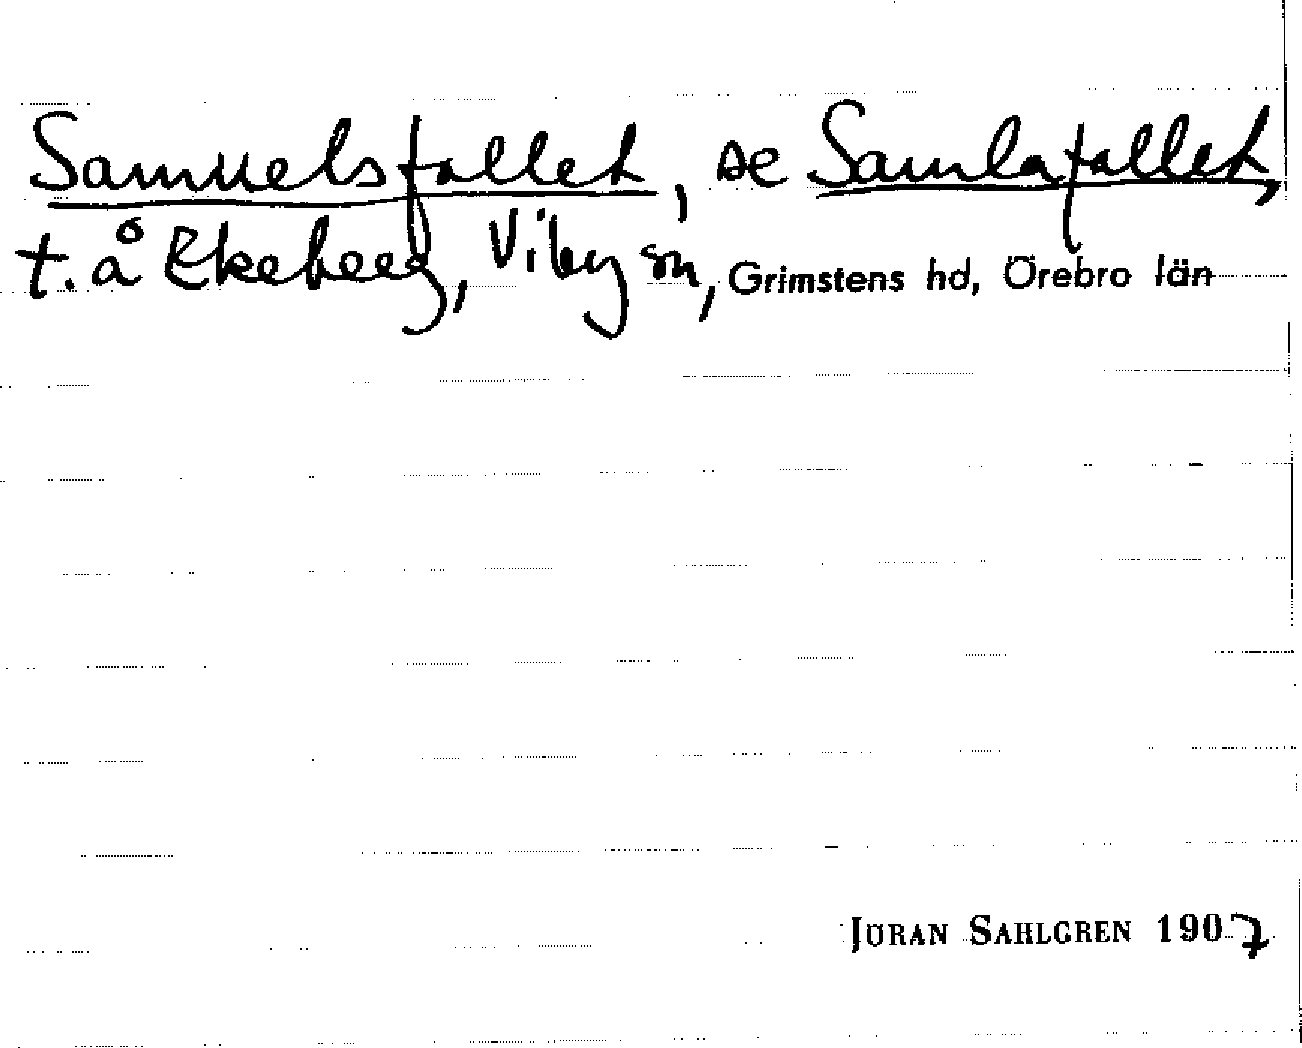 Samuelsfallet, se Samlafallet,
t. å Ekeberg, Viby sn, Grimstens hd, Örebro län
JÖRAN SAHLGREN 1907